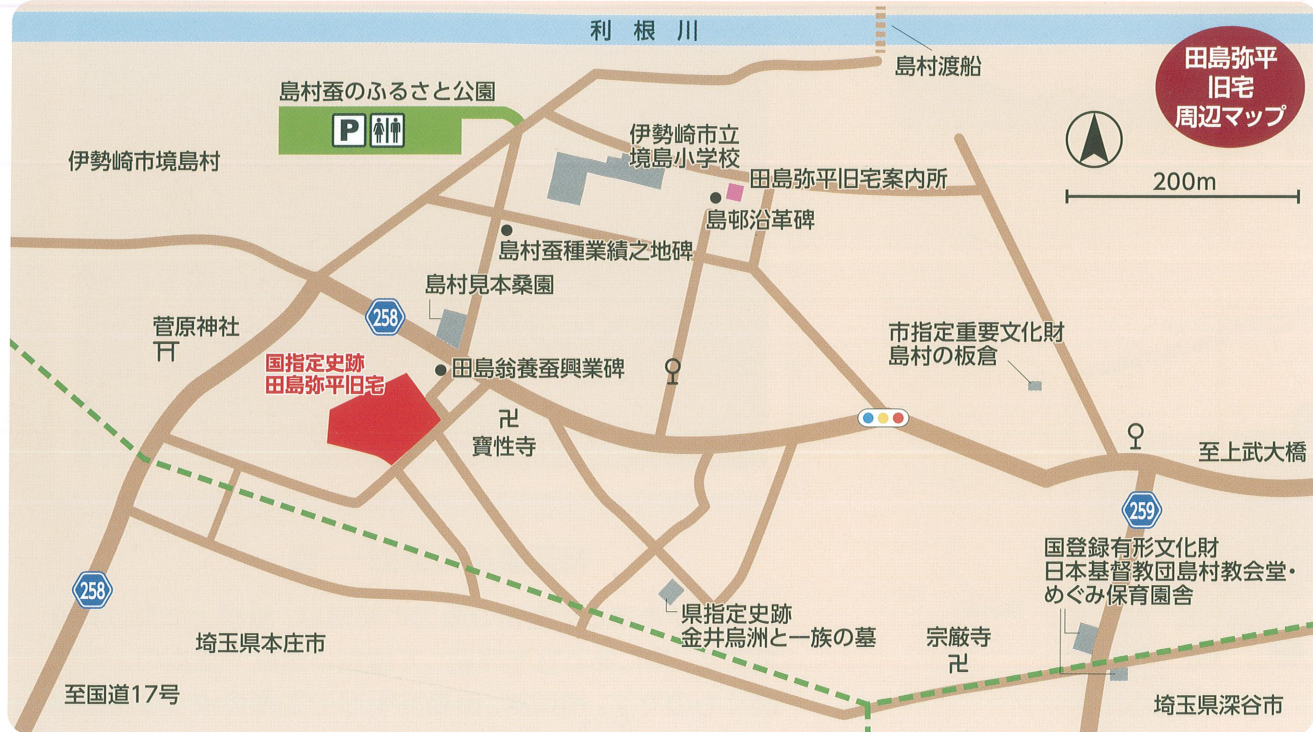 利根川
田島弥平
旧宅
周辺マップ
島村渡船
島村蚕のふるさと公園
P
伊勢崎市境島村
伊勢崎市立
境島小学校
田島弥平旧宅案内所
200m
島邨沿革碑
島村蚕種業績之地碑
島村見本桑園
258
菅原神社
市指定重要文化財
島村の板倉
国指定史跡
田島弥平旧宅
田島翁養蚕興業碑
卍
寶性寺
至上武大橋
259
国登録有形文化財
日本基督教団島村教会堂・
めぐみ保育園舎
258
県指定史跡
金井烏洲と一族の墓
宗厳寺
卍
埼玉県本庄市
至国道17号
埼玉県深谷市